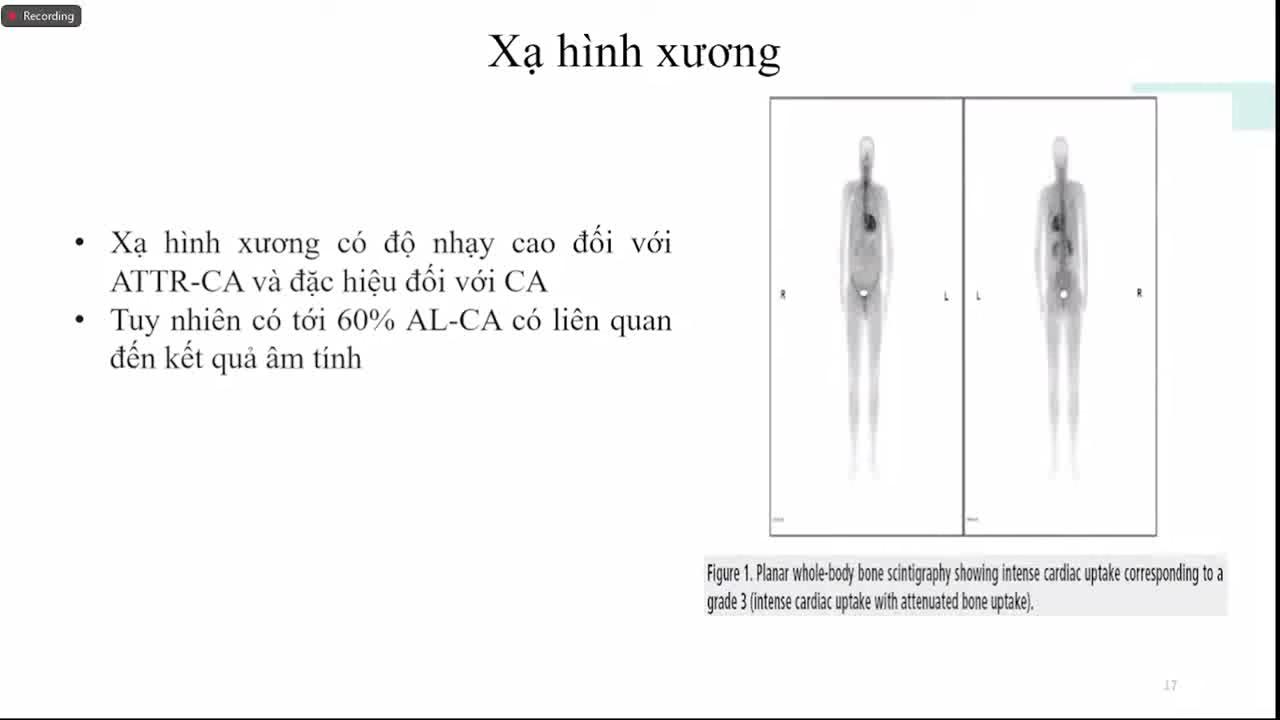 Recording
Xạ hình xương
• Xạ hình xương có độ nhạy cao đối với
ATTR-CA và đặc hiệu đối với CA
• Tuy nhiên có tới 60% AL-CA có liên quan
đến kết quả âm tính
R
L
L
R
Figure 1. Planar whole-body bone scintigraphy showing intense cardiac uptake corresponding to a
grade 3 (intense cardiac uptake with attenuated bone uptake).
17